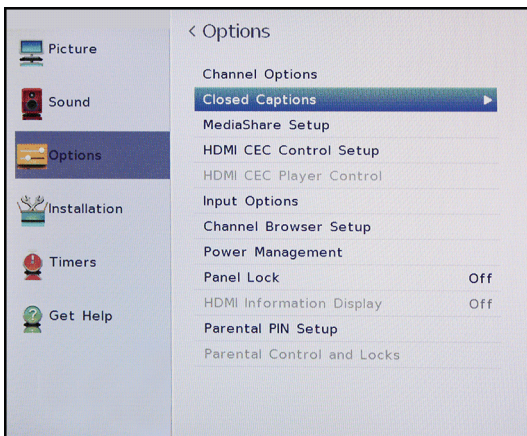 Picture
Sound
Options
Installation
Timers
Get Help
< Options
Channel Options
Closed Captions
MediaShare Setup
HDMI CEC Control Setup
HDMI CEC Player Control
Input Options
Channel Browser Setup
Power Management
Panel Lock Off
HDMI Information Display Off
Parental PIN Setup
Parental Control and Locks